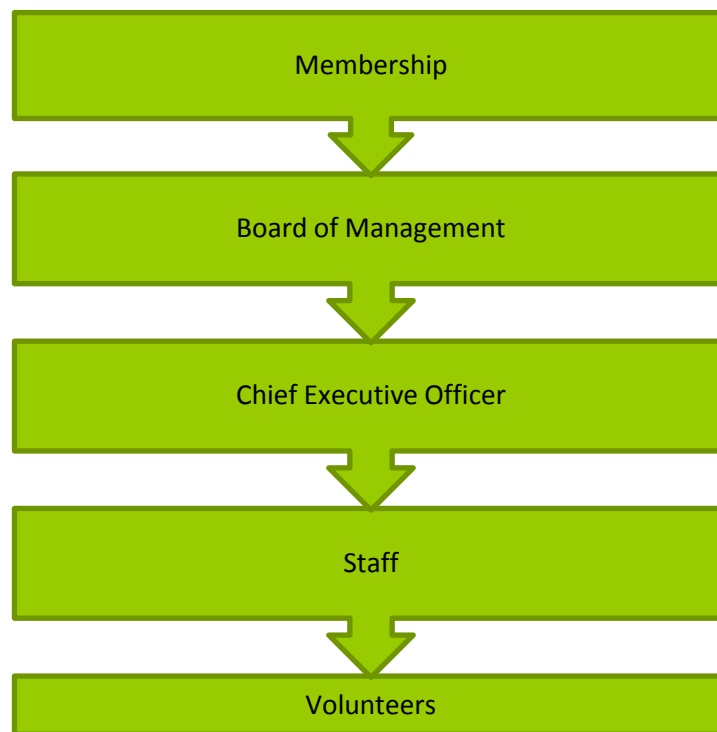 Membership
Board of Management
Chief Executive Officer
Staff
Volunteers